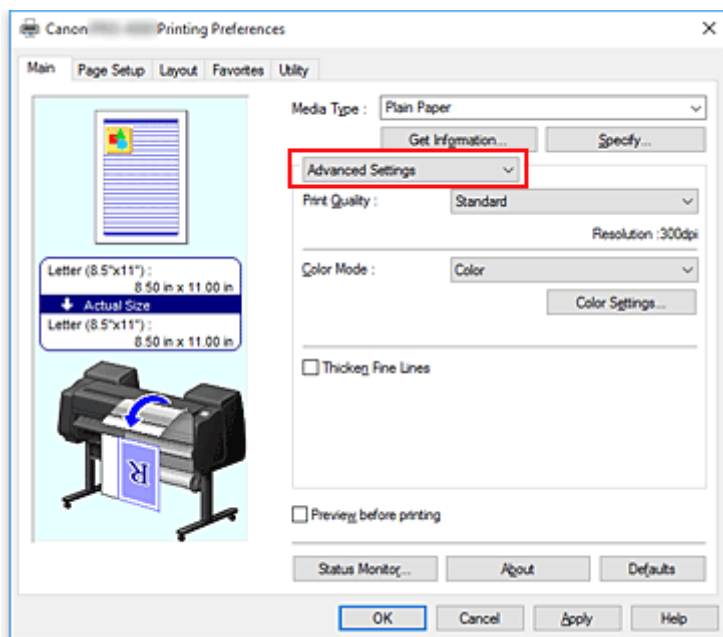 Canon Printing Preferences
Main Page Setup Layout Favorites Utility
Media Type : Plain Paper
Get Information... Specify...
Advanced Settings
Print Quality : Standard
Resolution :300dpi
Color Mode : Color
Color Settings...
Thicken Fine Lines
Letter (8.5"x11") :
8.50 in x 11.00 in
Actual Size
Letter (8.5"x11") :
8.50 in x 11.00 in
R
Preview before printing
Status Monitor... About Defaults
OK Cancel Apply Help